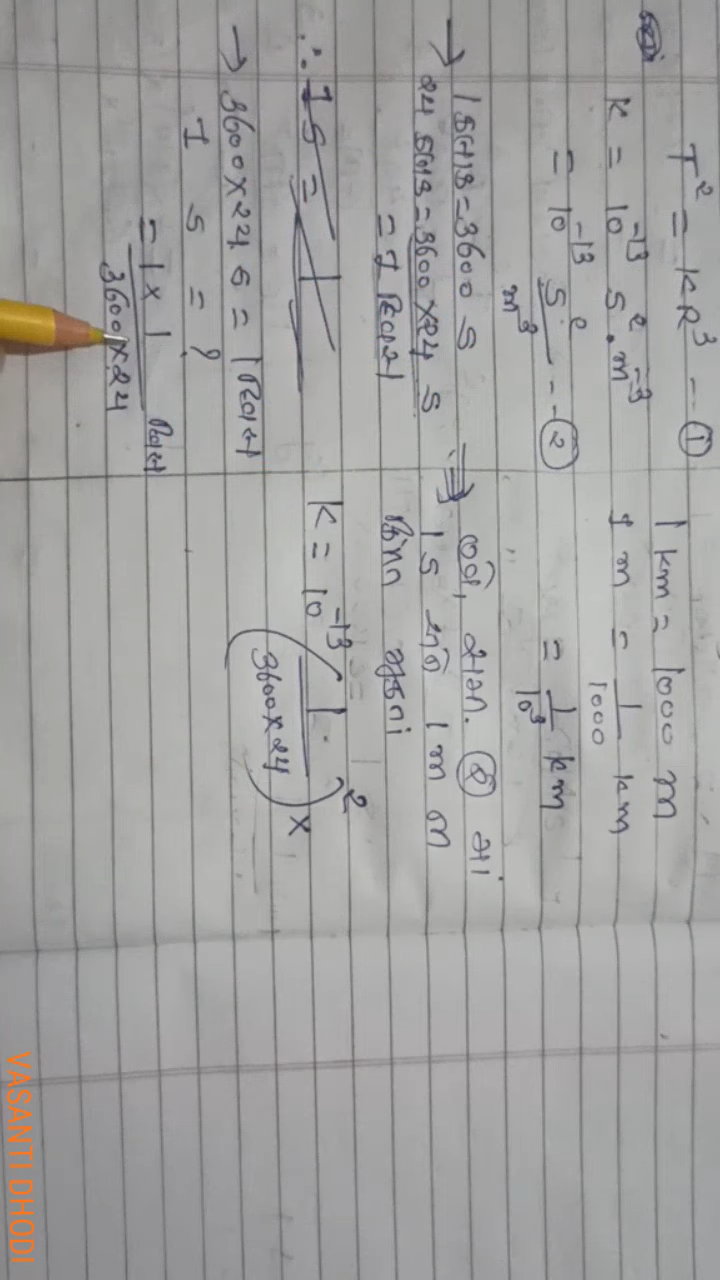 T² = KR³ -- ①
K = 10⁻¹³ s² . m⁻³
= 10⁻¹³ s²/m³ -- ②
→ 1 કલાક = 3600 s
24 કલાક = 3600 × 24 s
= 1 દિવસ
∴ 1 s = 1
→ 3600 × 24 s = 1 દિવસ
1 s = ?
= 1 × 1 / 3600 × 24 દિવસ
1 km = 1000 m
1 m = 1/1000 km
= 1/10³ km
⇒ હવે, સમી. ② માં
1 s અને 1 m ની
કિંમત મુકતાં
K = 10⁻¹³ (1 / 3600 × 24)² ×
VASANTI DHODI